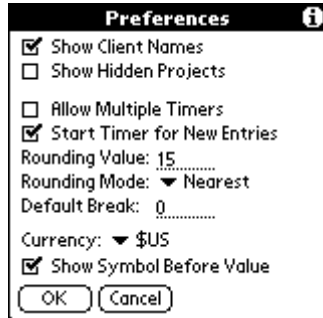 Preferences
Show Client Names
Show Hidden Projects
Allow Multiple Timers
Start Timer for New Entries
Rounding Value: 15
Rounding Mode: Nearest
Default Break: 0
Currency: $US
Show Symbol Before Value
OK Cancel